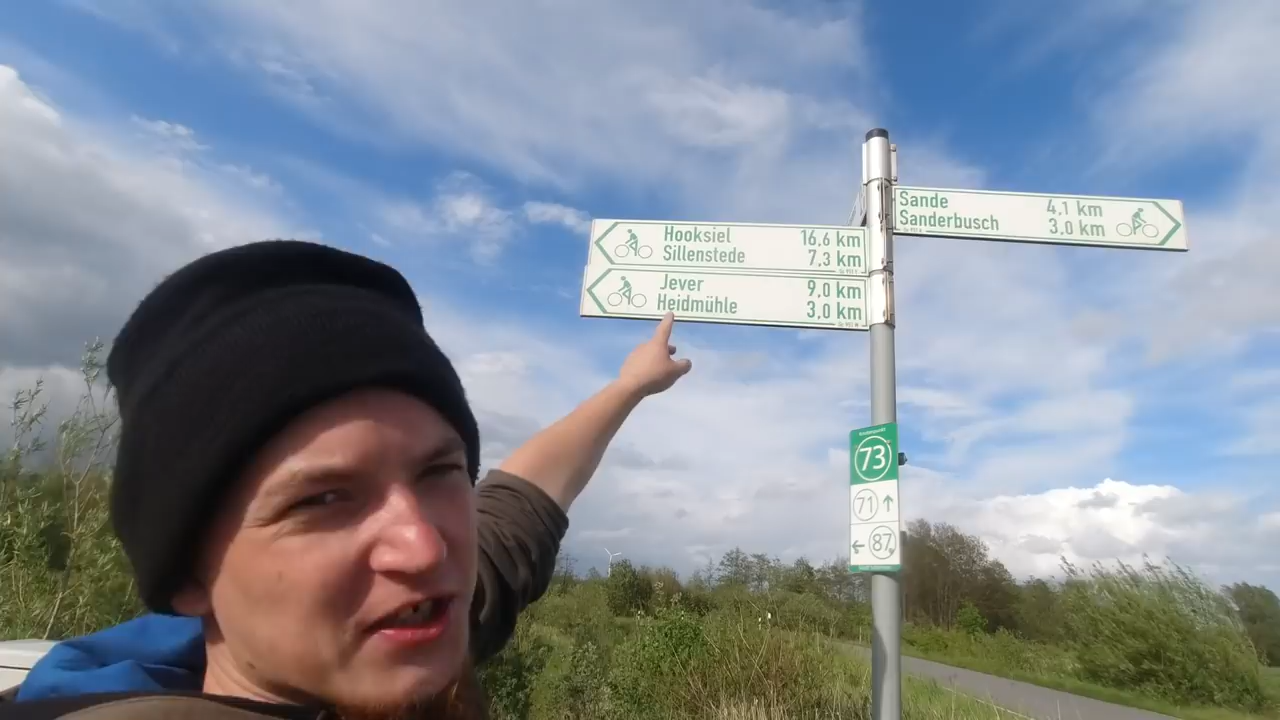 Hooksiel 16,6 km
Sillenstede 7,3 km
Jever 9,0 km
Heidmühle 3,0 km
Sande 4,1 km
Sanderbusch 3,0 km
73
71 ↑
← 87